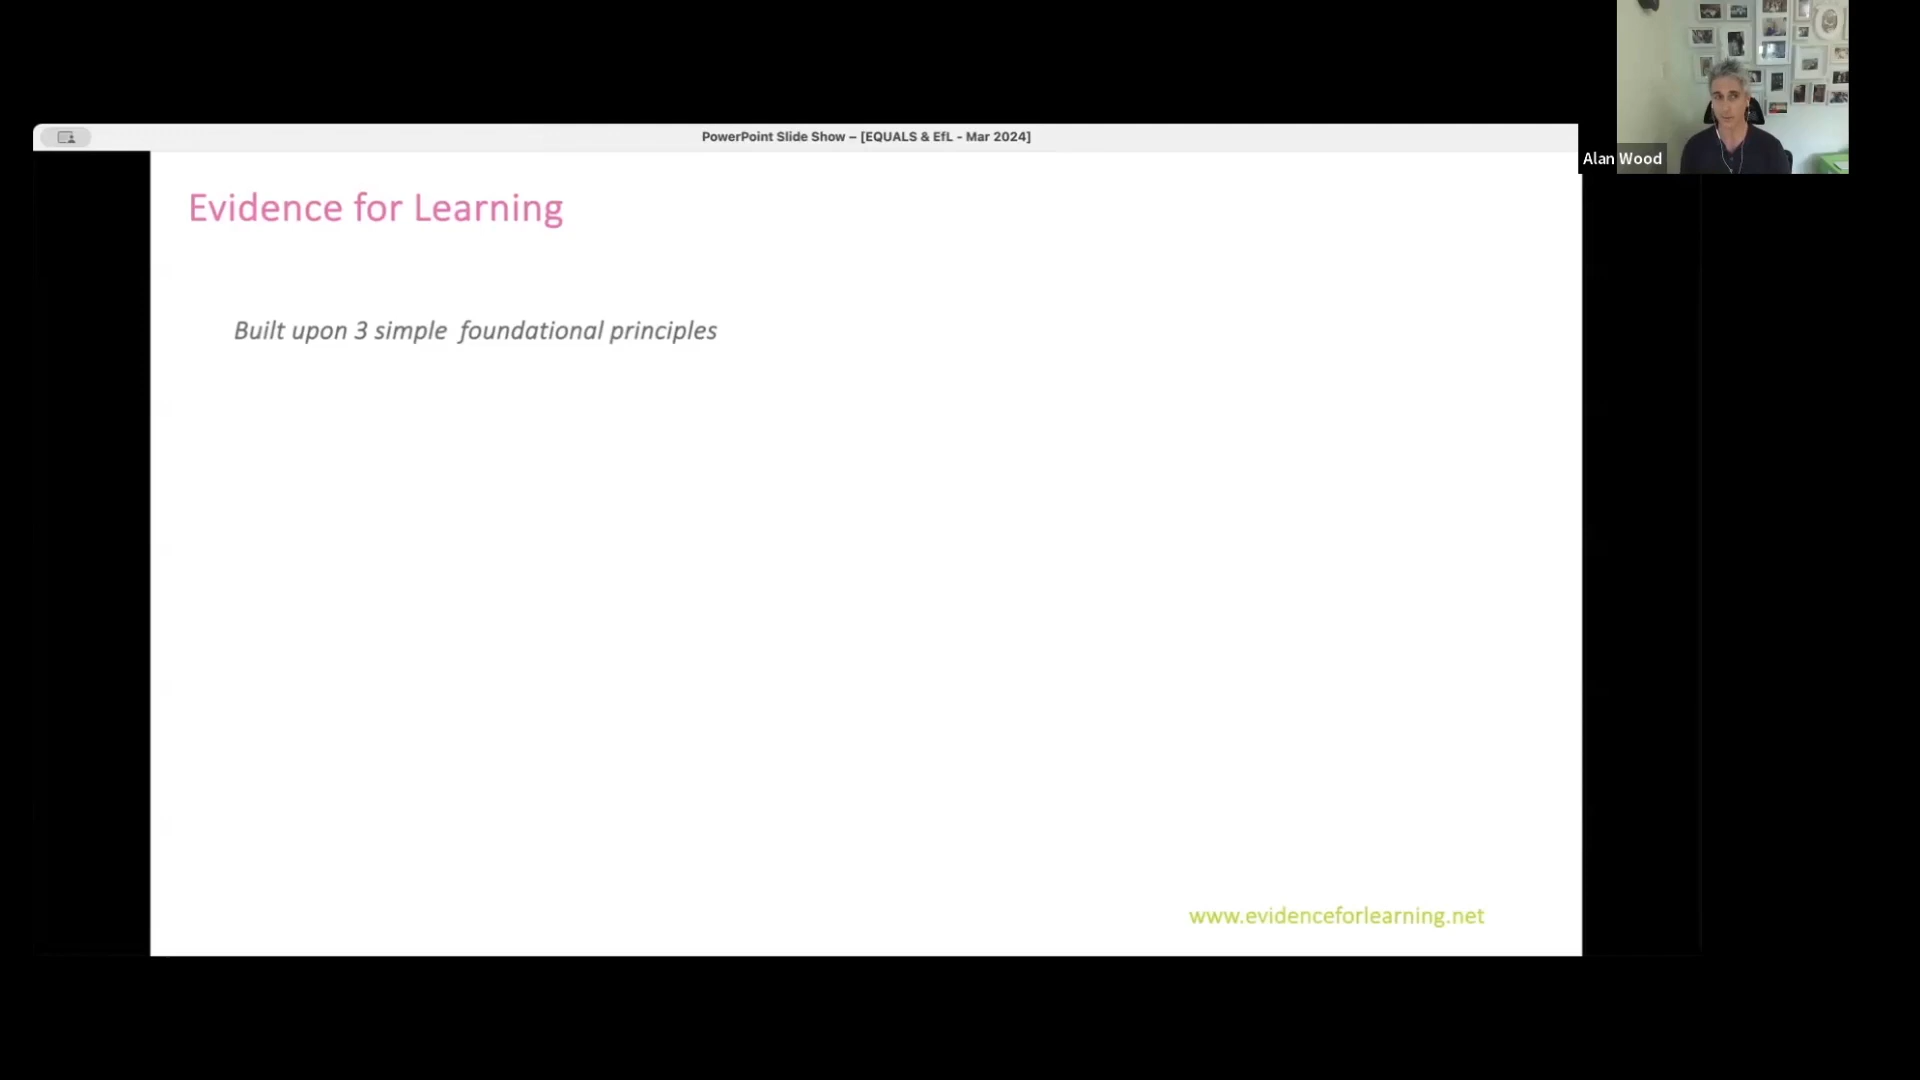 PowerPoint Slide Show – [EQUALS & EfL - Mar 2024]
Alan Wood
Evidence for Learning
Built upon 3 simple foundational principles
www.evidenceforlearning.net